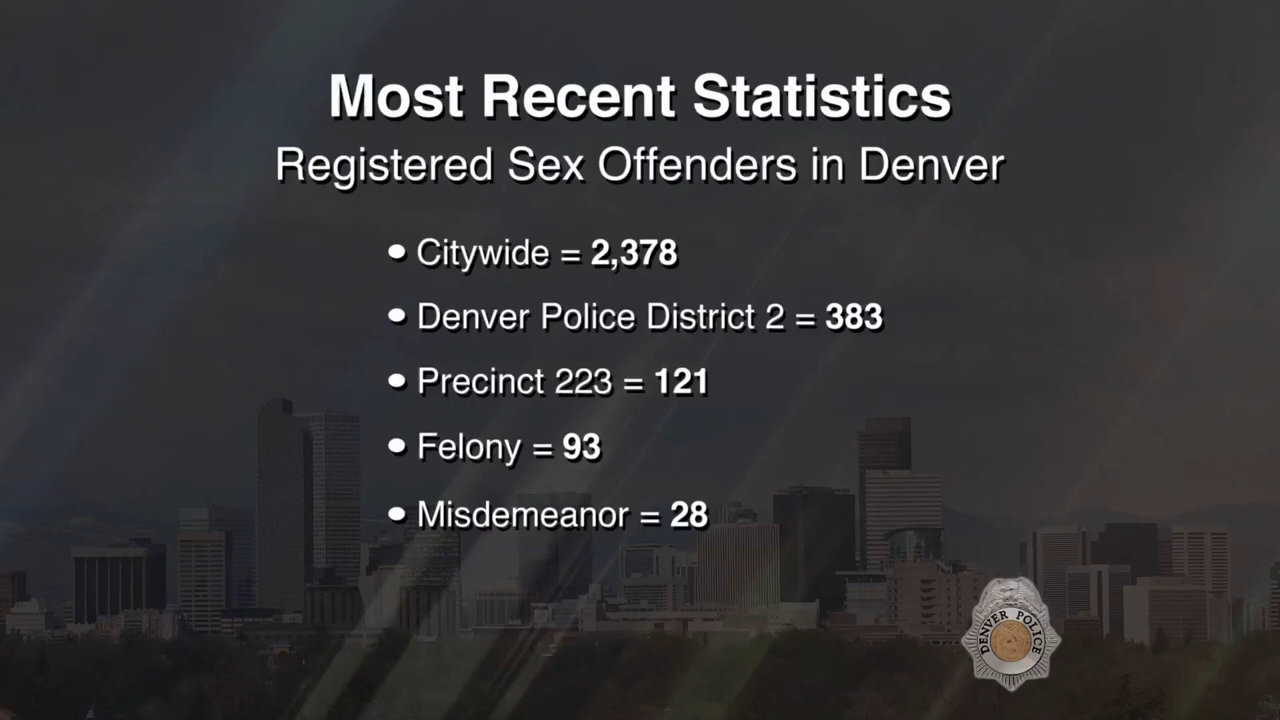 Most Recent Statistics
Registered Sex Offenders in Denver
• Citywide = 2,378
• Denver Police District 2 = 383
• Precinct 223 = 121
• Felony = 93
• Misdemeanor = 28
DENVER POLICE